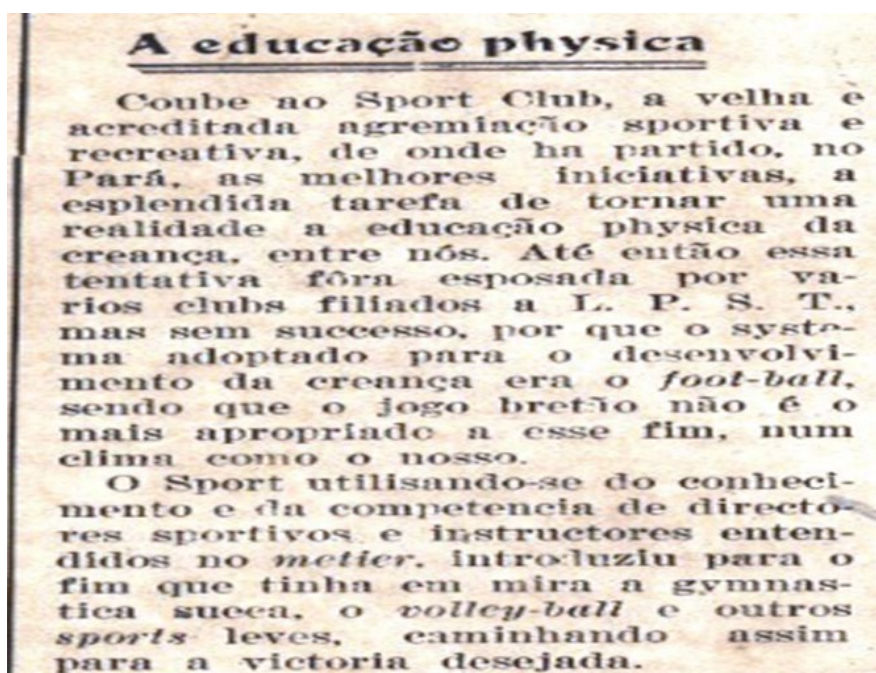 A educação physica
Coube ao Sport Club, a velha e
acreditada agremiação sportiva e
recreativa, de onde ha partido, no
Pará, as melhores iniciativas, a
esplendida tarefa de tornar uma
realidade a educação physica da
creança, entre nós. Até então essa
tentativa fôra esposada por va-
rios clubs filiados a L. P. S. T.,
mas sem successo, por que o syste-
ma adoptado para o desenvolvi-
mento da creança era o foot-ball,
sendo que o jogo bretão não é o
mais apropriado a esse fim, num
clima como o nosso.
O Sport utilisando-se do conheci-
mento e da competencia de directo-
res sportivos e instructores enten-
didos no metier, introduziu para o
fim que tinha em mira a gymnas-
tica sueca, o volley-ball e outros
sports leves, caminhando assim
para a victoria desejada.